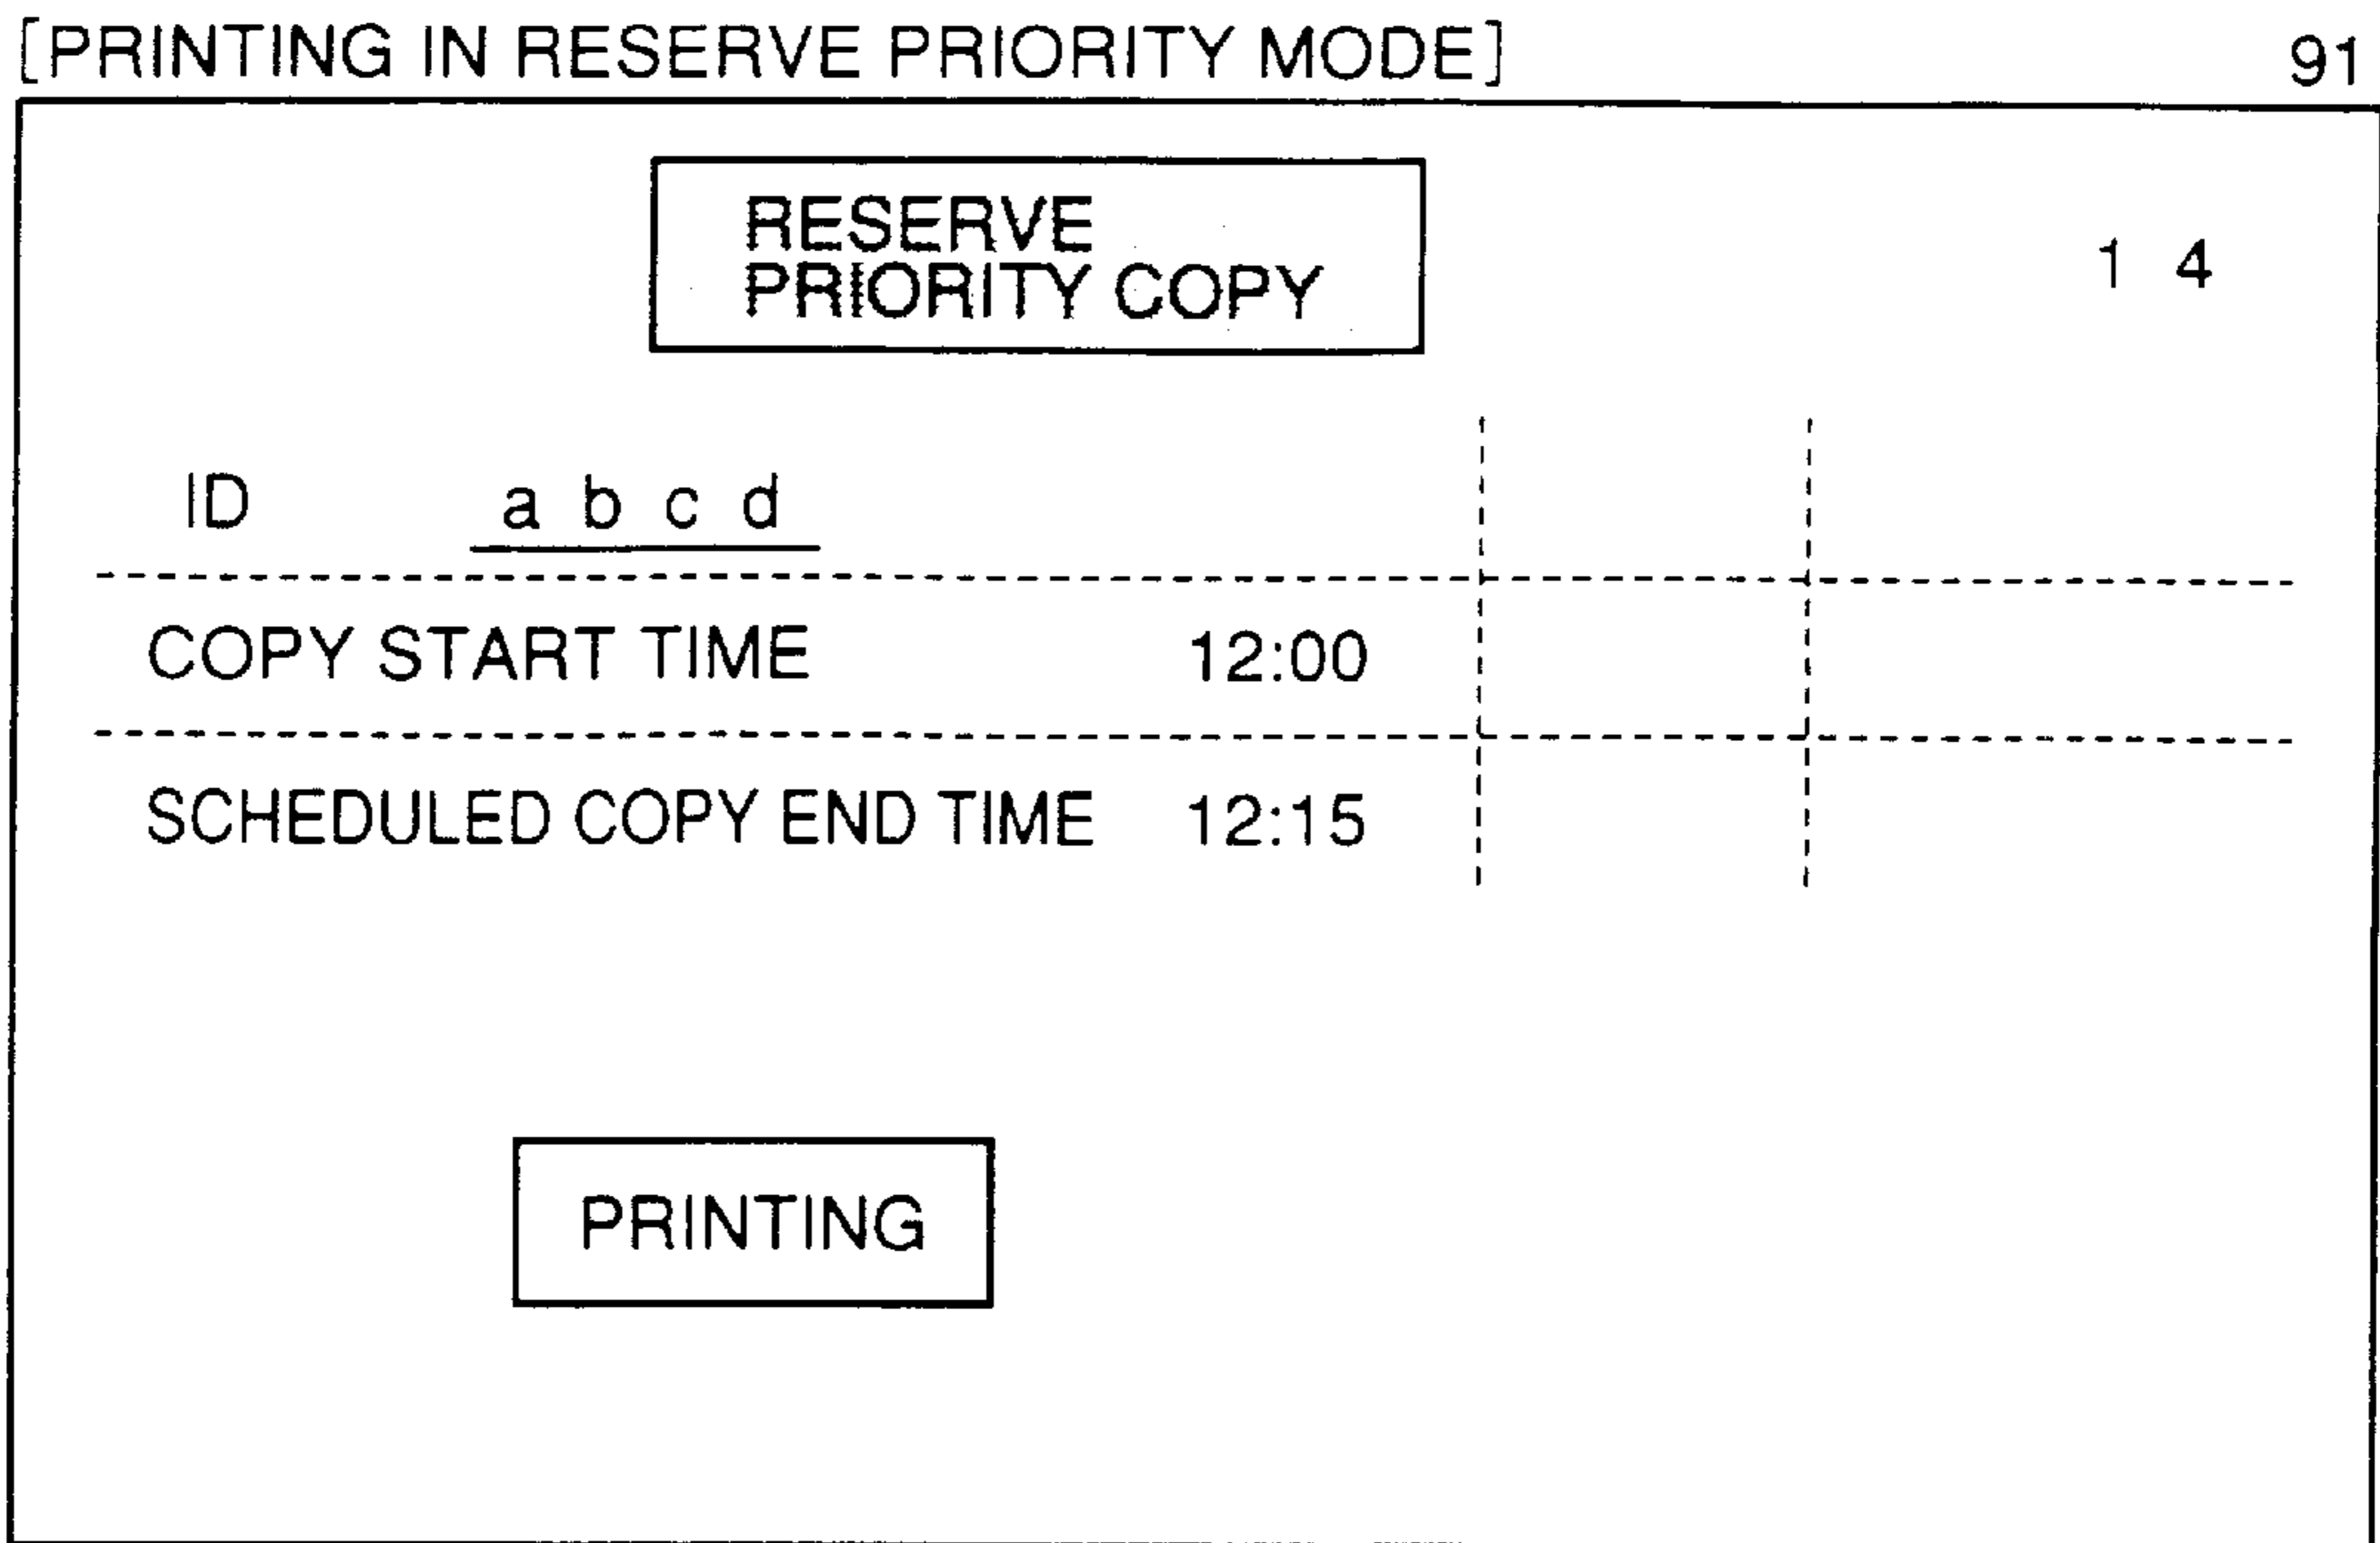 [PRINTING IN RESERVE PRIORITY MODE] 91
RESERVE
PRIORITY COPY
1 4
ID a b c d
COPY START TIME 12:00
SCHEDULED COPY END TIME 12:15
PRINTING